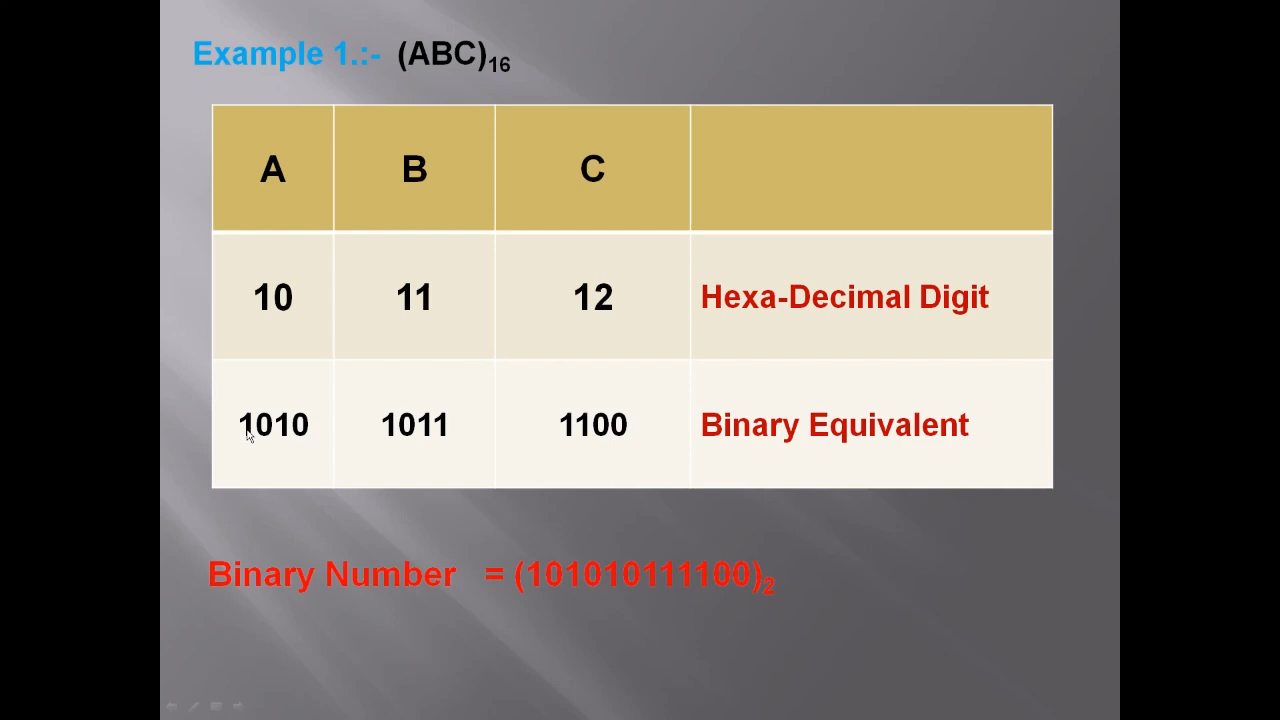 Example 1.:- (ABC)16
A B C
10 11 12 Hexa-Decimal Digit
1010 1011 1100 Binary Equivalent
Binary Number = (101010111100)2